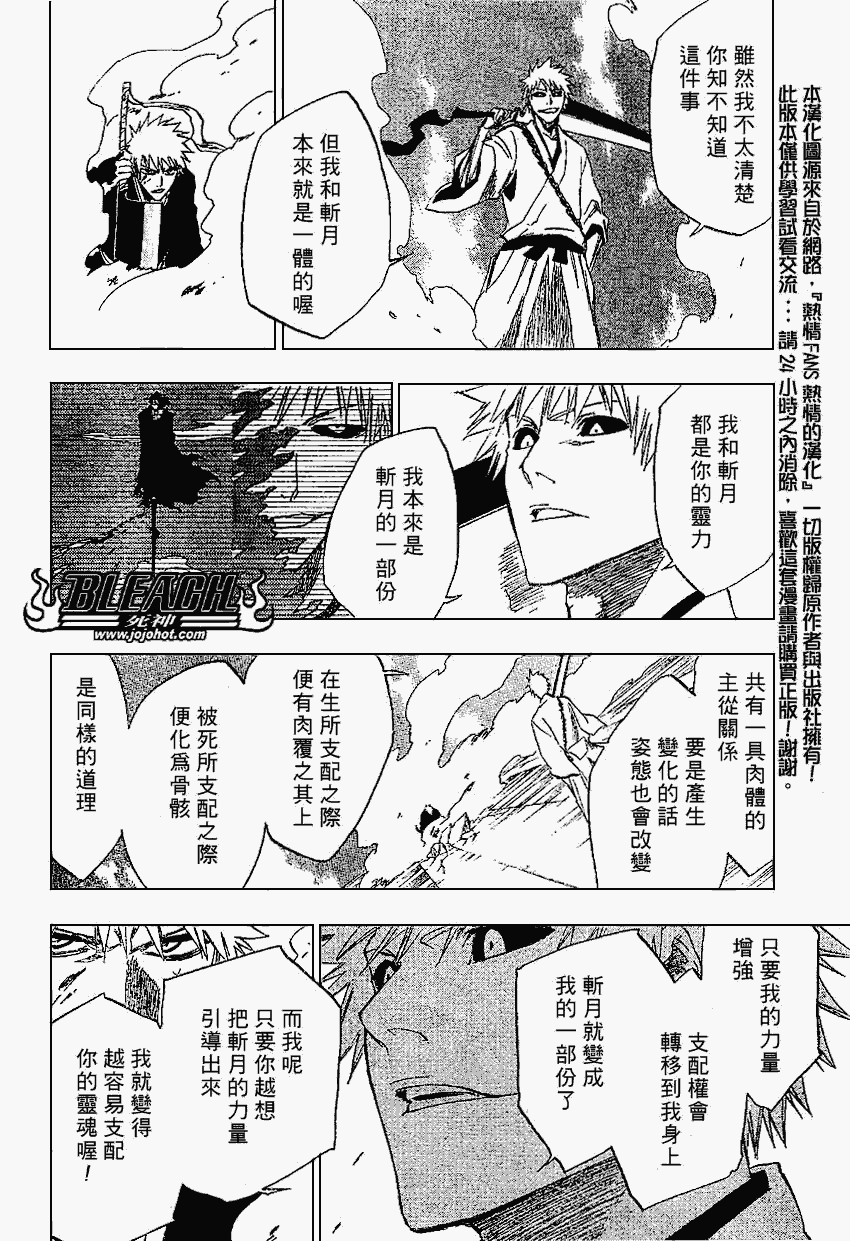 雖然我不太清楚
你知不知道
這件事
但我和斬月
本來就是一體的喔
我和斬月
都是你的靈力
我本來是
斬月的一部份
共有一具肉體的
主從關係
要是產生
變化的話
姿態也會改變
在生所支配之際
便有肉覆之其上
被死所支配之際
便化爲骨骸
是同樣的道理
只要我的力量
增強
支配權會
轉移到我身上
斬月就變成
我的一部份了
而我呢
只要你越想
把斬月的力量
引導出來
我就變得
越容易支配
你的靈魂喔！
本漢化圖源來自於網路，『熱情FANS熱情的漢化』一切版權歸原作者與出版社擁有！
此版本僅供學習試看交流...請24小時之內消除，喜歡這套漫畫請購買正版！謝謝。
BLEACH
死神
www.jojohot.com